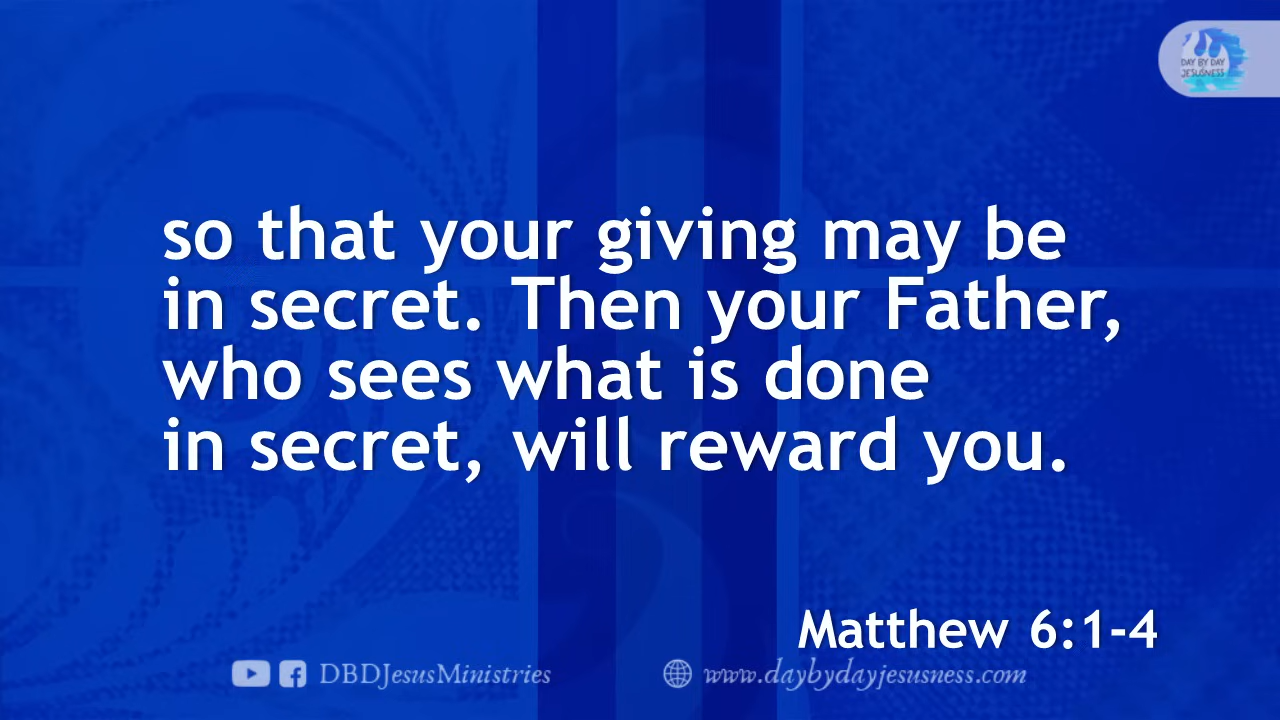 DAY BY DAY
JESUSNESS
so that your giving may be
in secret. Then your Father,
who sees what is done
in secret, will reward you.
Matthew 6:1-4
DBDJesusMinistries
www.daybydayjesusness.com